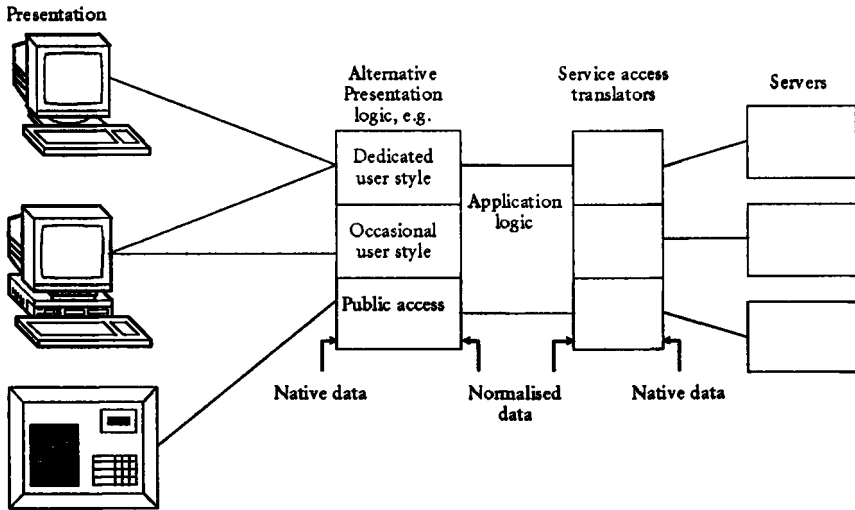 Presentation
Alternative
Presentation
logic, e.g.
Service access
translators
Servers
Dedicated
user style
Application
logic
Occasional
user style
Public access
Native data
Normalised
data
Native data